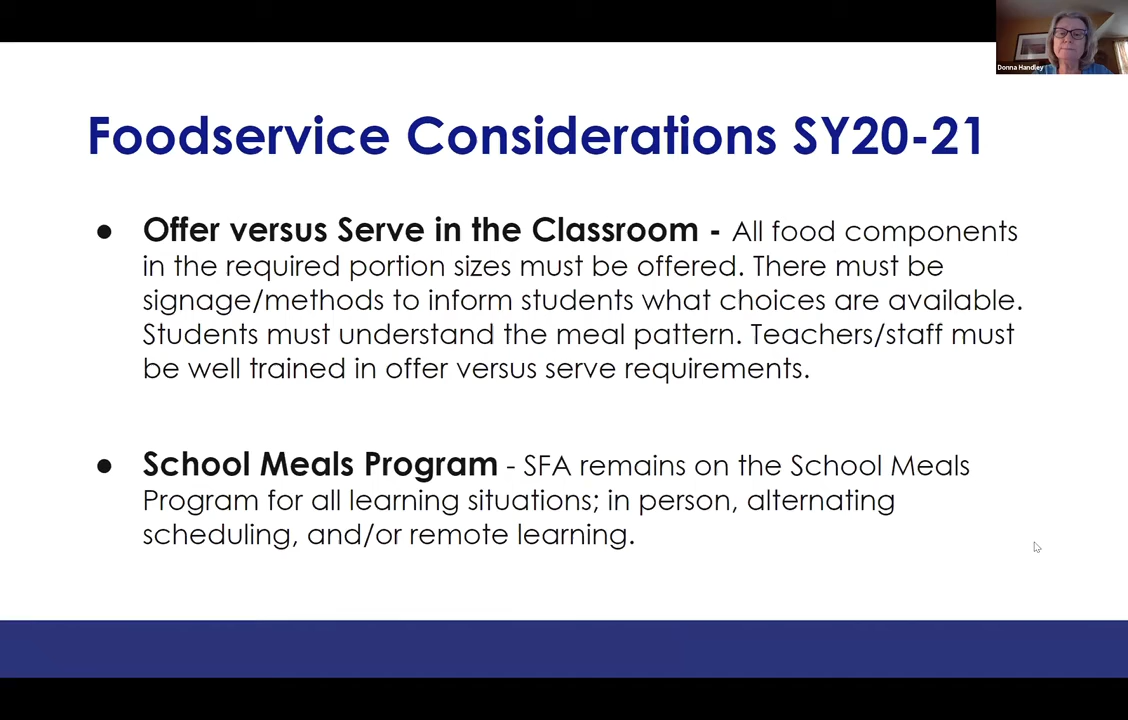 Donna Handley
Foodservice Considerations SY20-21
● Offer versus Serve in the Classroom - All food components
in the required portion sizes must be offered. There must be
signage/methods to inform students what choices are available.
Students must understand the meal pattern. Teachers/staff must
be well trained in offer versus serve requirements.
● School Meals Program - SFA remains on the School Meals
Program for all learning situations; in person, alternating
scheduling, and/or remote learning.